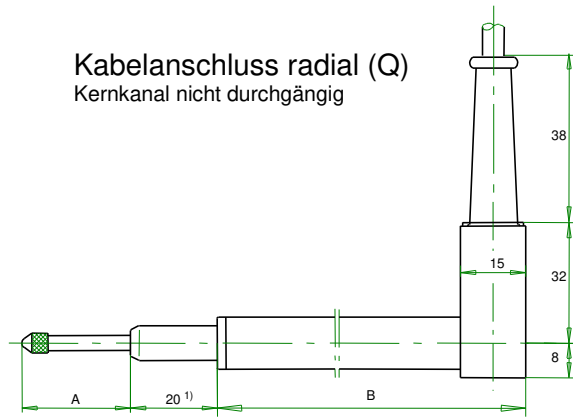 Kabelanschluss radial (Q)
Kernkanal nicht durchgängig
38
15
32
8
A
20 1)
B